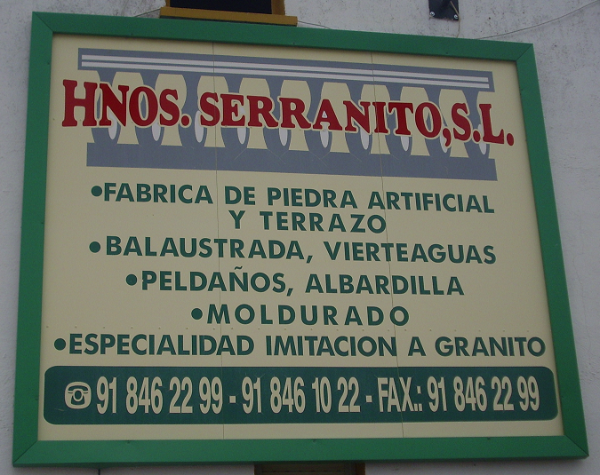 HNOS. SERRANITO, S.L.
•FABRICA DE PIEDRA ARTIFICIAL
Y TERRAZO
•BALAUSTRADA, VIERTEAGUAS
•PELDAÑOS, ALBARDILLA
•MOLDURADO
•ESPECIALIDAD IMITACION A GRANITO
91 846 22 99 - 91 846 10 22 - FAX.: 91 846 22 99